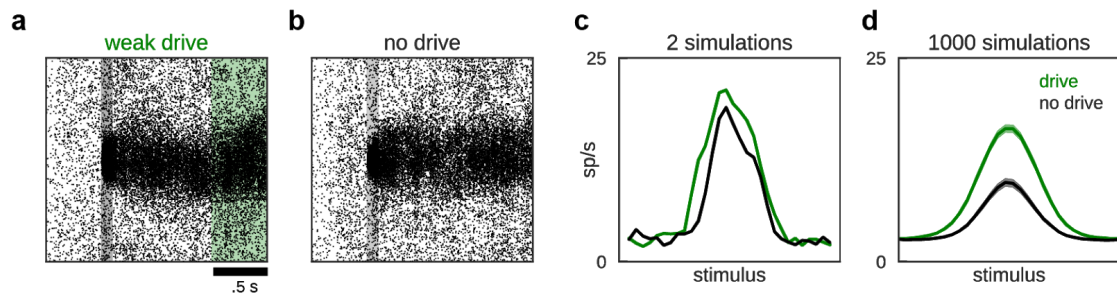 a
weak drive
.5 s
b
no drive
c
2 simulations
25
sp/s
0
stimulus
d
1000 simulations
25
drive
no drive
0
stimulus